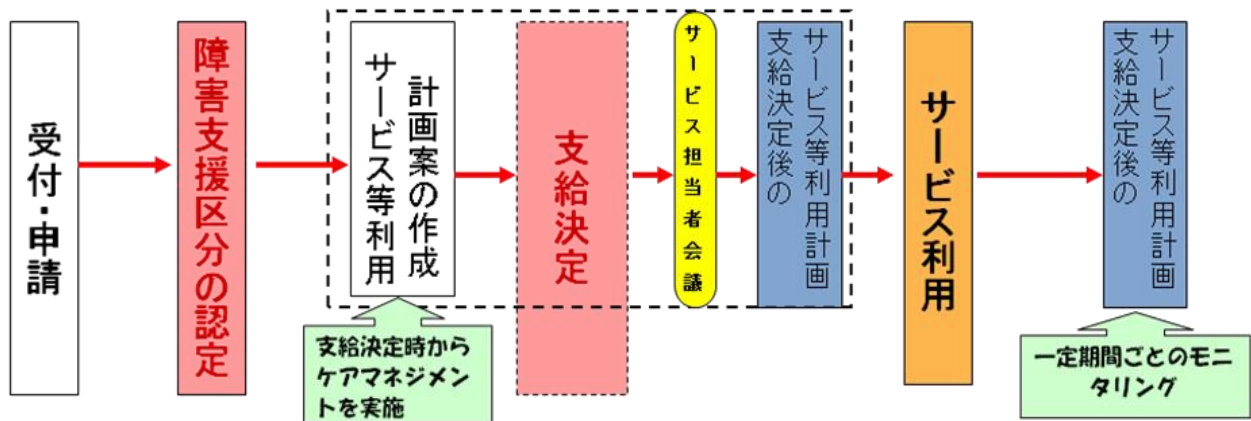 受付・申請
障害支援区分の認定
サービス等利用
計画案の作成
支給決定時から
ケアマネジメン
トを実施
支給決定
サービス担当者会議
支給決定後の
サービス等利用計画
サービス利用
支給決定後の
サービス等利用計画
一定期間ごとのモニ
タリング